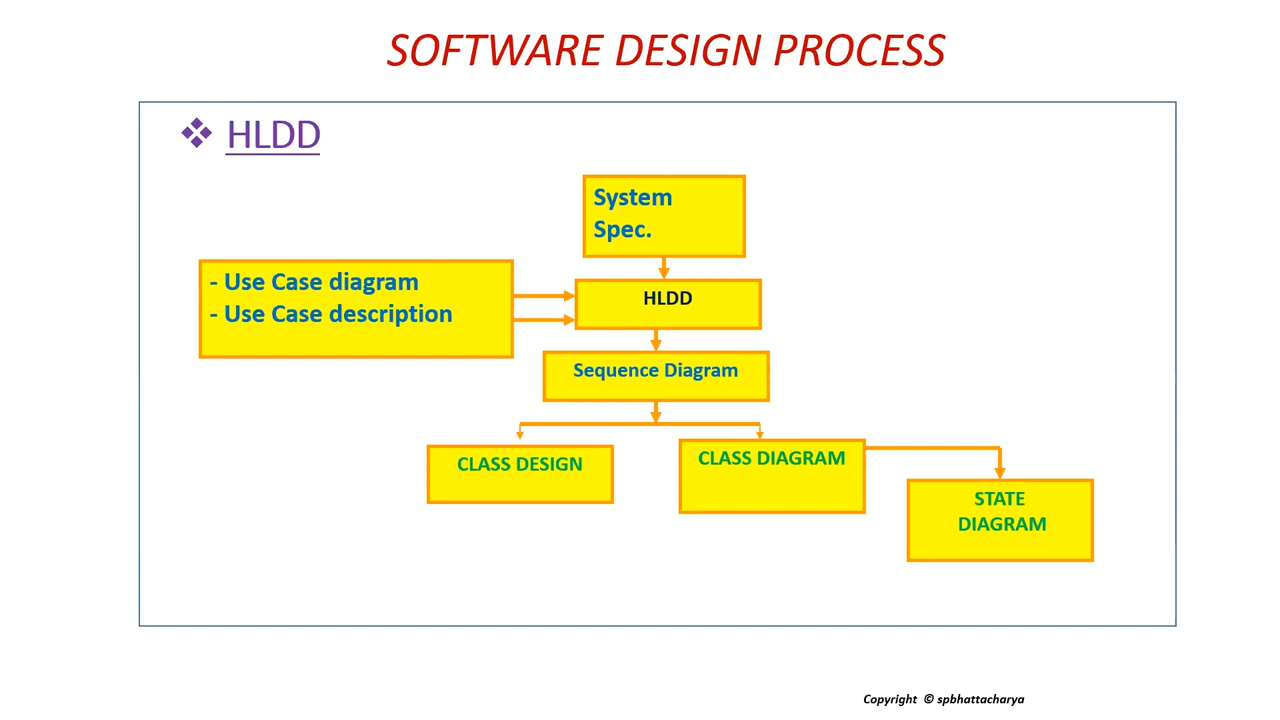 SOFTWARE DESIGN PROCESS
❖ HLDD
System
Spec.
- Use Case diagram
- Use Case description
HLDD
Sequence Diagram
CLASS DESIGN
CLASS DIAGRAM
STATE
DIAGRAM
Copyright © spbhattacharya